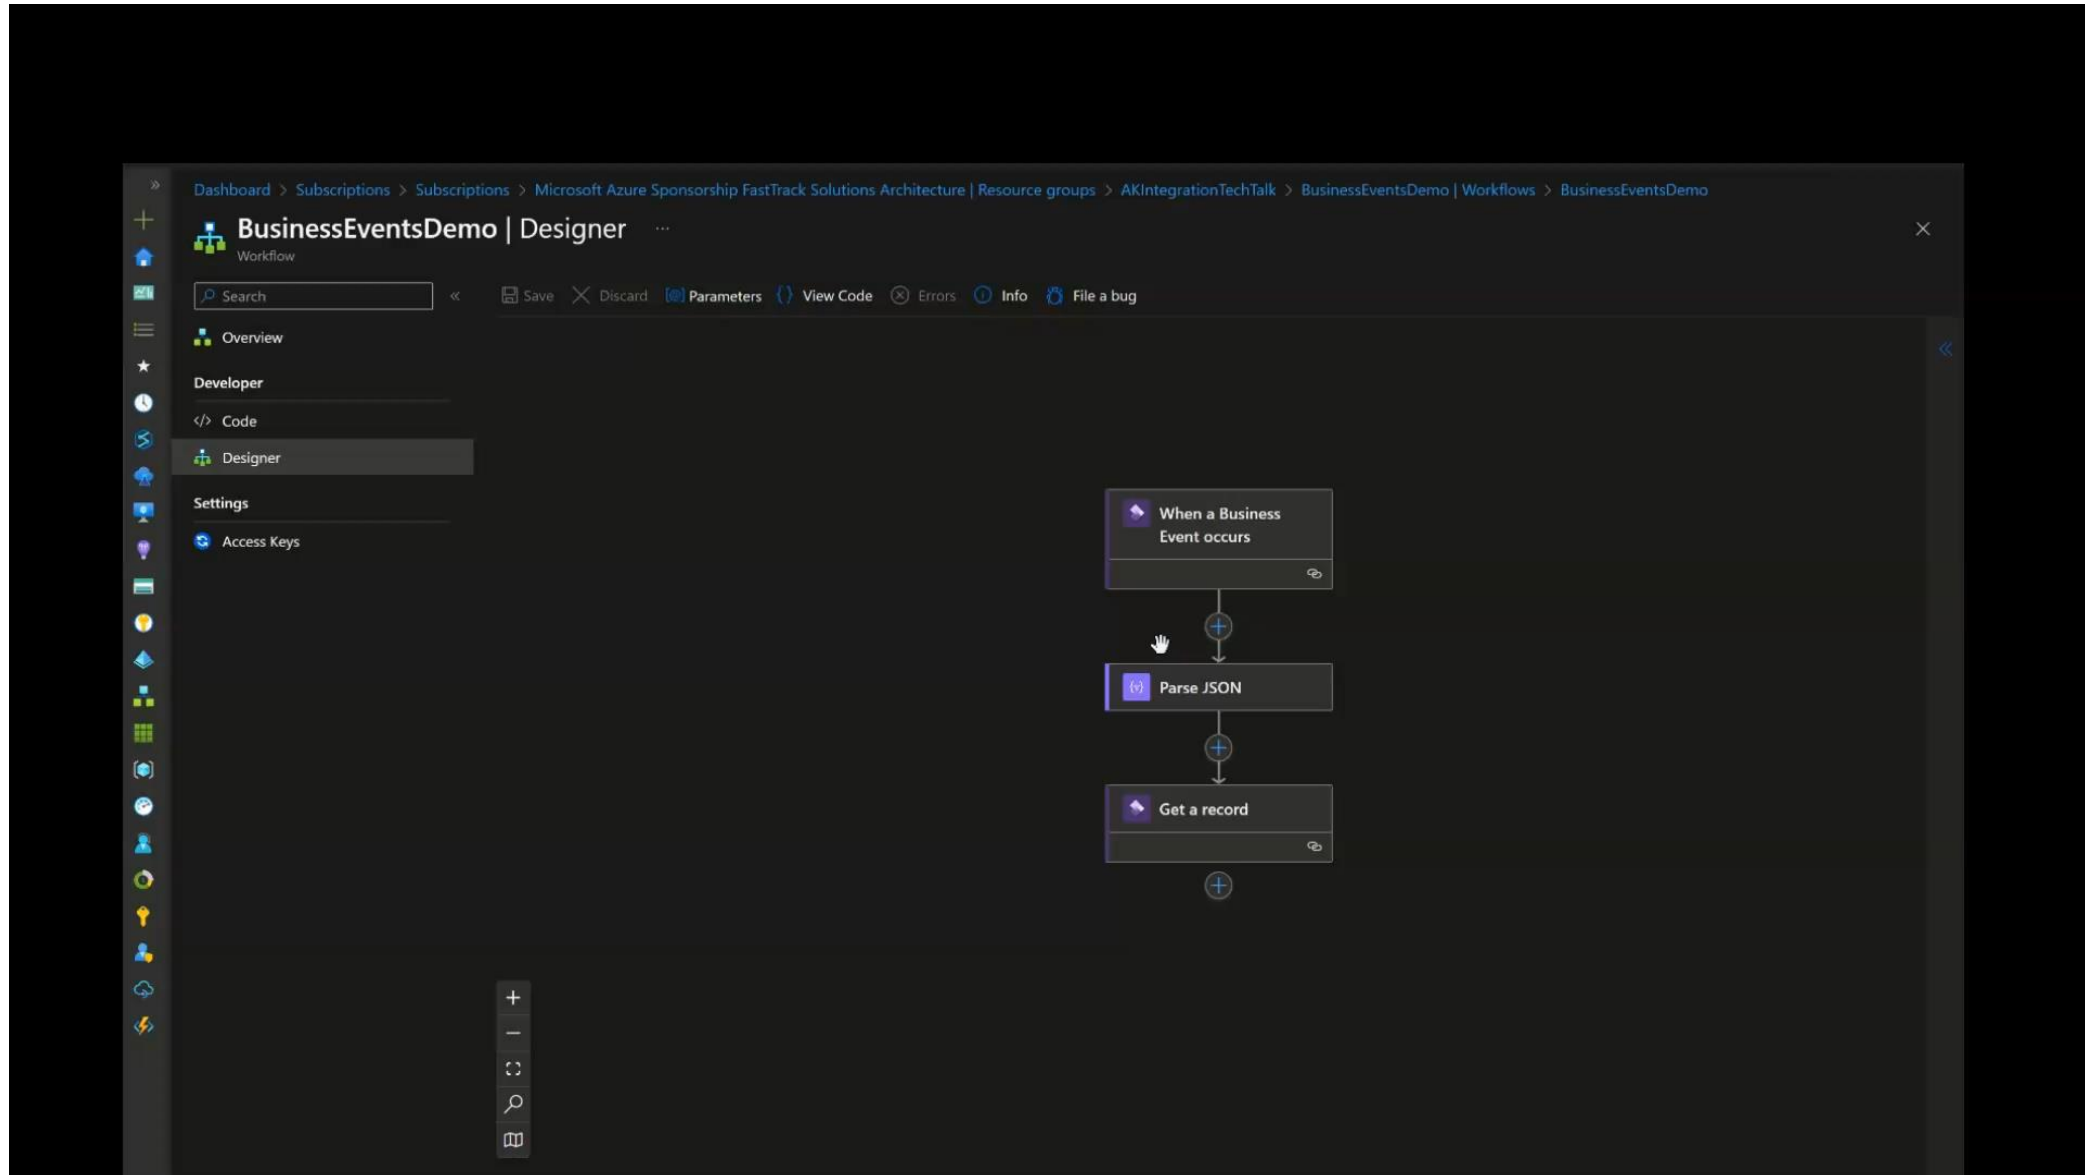 Dashboard > Subscriptions > Subscriptions > Microsoft Azure Sponsorship FastTrack Solutions Architecture | Resource groups > AKIntegrationTechTalk > BusinessEventsDemo | Workflows > BusinessEventsDemo
BusinessEventsDemo | Designer ...
Workflow
Search
Save Discard Parameters View Code Errors Info File a bug
Overview
Developer
Code
Designer
Settings
Access Keys
When a Business
Event occurs
Parse JSON
Get a record